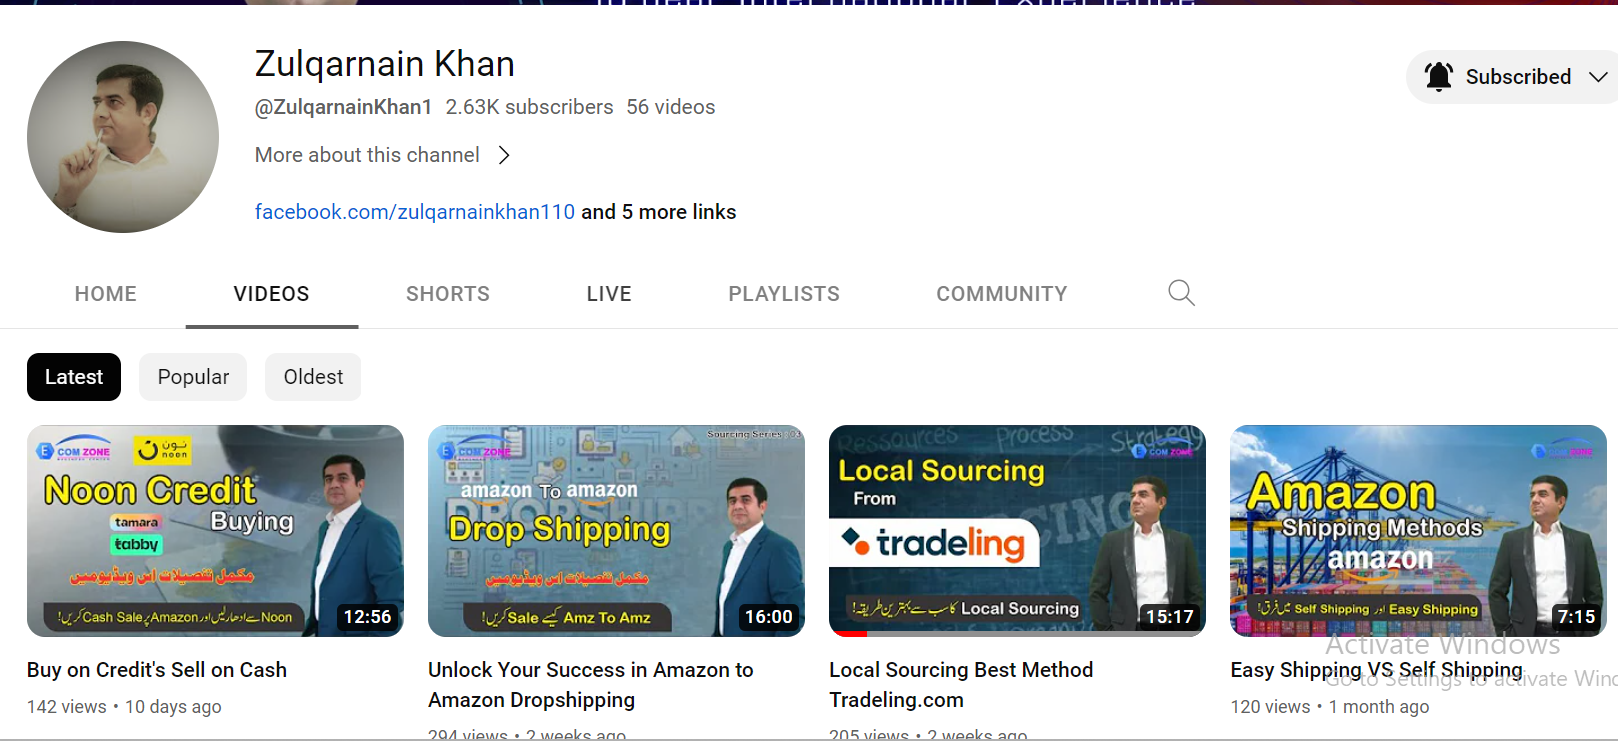 Zulqarnain Khan
@ZulqarnainKhan1 2.63K subscribers 56 videos
More about this channel
facebook.com/zulqarnainkhan110 and 5 more links
Subscribed
HOME VIDEOS SHORTS LIVE PLAYLISTS COMMUNITY
Latest Popular Oldest
E COM ZONE
نون
noon
Noon Credit
Buying
tamara
tabby
مکمل تفصیلات اس ویڈیو میں
Noon سے ادھار لیں اور Amazon پر Cash Sale کریں!
12:56
Sourcing Series : 03
E COM ZONE
amazon To amazon
DROPSHIPPING
Drop Shipping
مکمل تفصیلات اس ویڈیو میں
Amz To Amz کیسے Sale کریں!
16:00
Ressources Process Strategy
E COM ZONE
Local Sourcing
From
tradeling
Local Sourcing کا سب سے بہترین طریقہ!
15:17
E COM ZONE
Amazon
Shipping Methods
amazon
Easy Shipping اور Self Shipping میں فرق!
7:15
Buy on Credit's Sell on Cash
142 views • 10 days ago
Unlock Your Success in Amazon to
Amazon Dropshipping
294 views • 2 weeks ago
Local Sourcing Best Method
Tradeling.com
205 views • 2 weeks ago
Easy Shipping VS Self Shipping
120 views • 1 month ago
Activate Windows
Go to Settings to activate